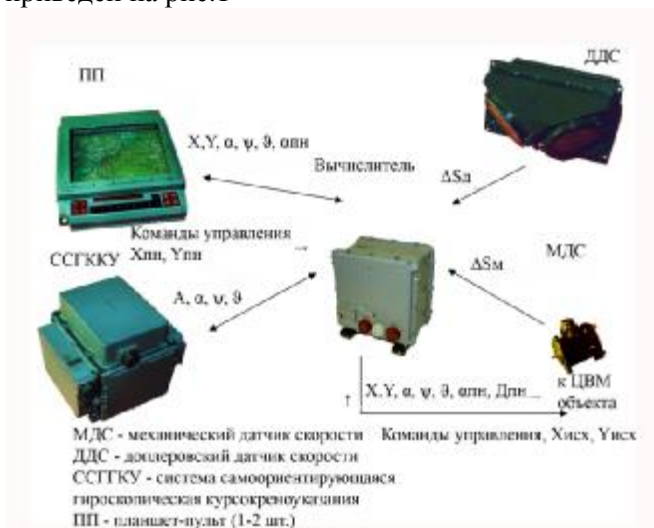 приведен на рис.1
ПП
ДДС
X,Y, α, ψ, ϑ, αпн
Вычислитель
ΔSд
Команды управления
Xпн, Yпн
ССГККУ
МДС
ΔSм
A, α, ψ, ϑ
к ЦВМ
объекта
X,Y, α, ψ, ϑ, αпн, Дпн
Команды управления, Xисх, Yисх
МДС - механический датчик скорости
ДДС - доплеровский датчик скорости
ССГГКУ - система самоориентирующаяся
гироскопическая курсокреноуказания
ПП - планшет-пульт (1-2 шт.)